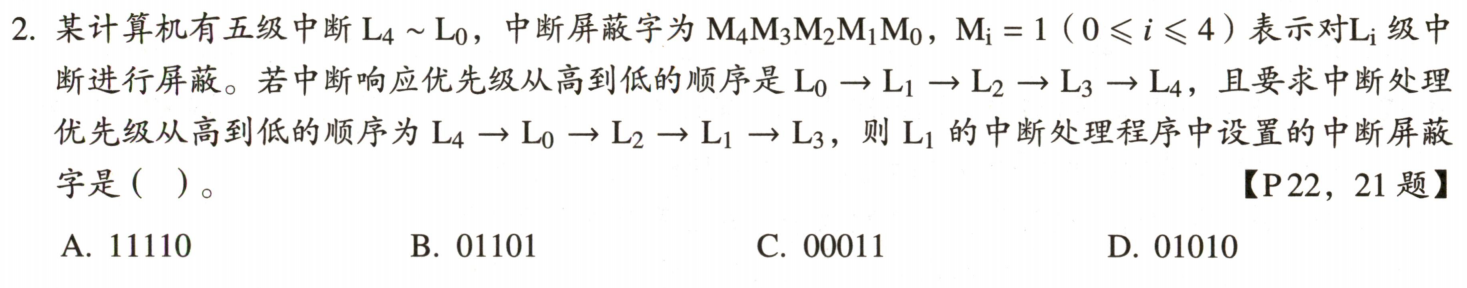 2. 某计算机有五级中断 L₄ ~ L₀，中断屏蔽字为 M₄M₃M₂M₁M₀，Mᵢ = 1（0 ⩽ i ⩽ 4）表示对Lᵢ 级中
断进行屏蔽。若中断响应优先级从高到低的顺序是 L₀ → L₁ → L₂ → L₃ → L₄，且要求中断处理
优先级从高到低的顺序为 L₄ → L₀ → L₂ → L₁ → L₃，则 L₁ 的中断处理程序中设置的中断屏蔽
字是（ ）。 【P22，21 题】
A. 11110 B. 01101 C. 00011 D. 01010